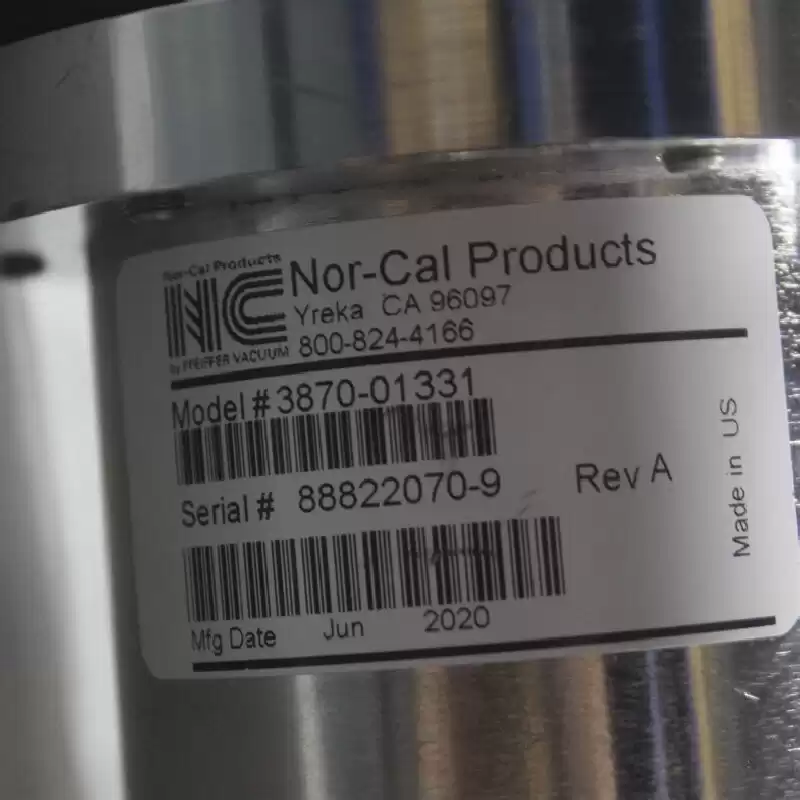 Nor-Cal Products
NC
by PFEIFFER VACUUM
Nor-Cal Products
Yreka CA 96097
800-824-4166
Model # 3870-01331
Serial # 88822070-9
Rev A
Made in US
Mfg Date Jun 2020